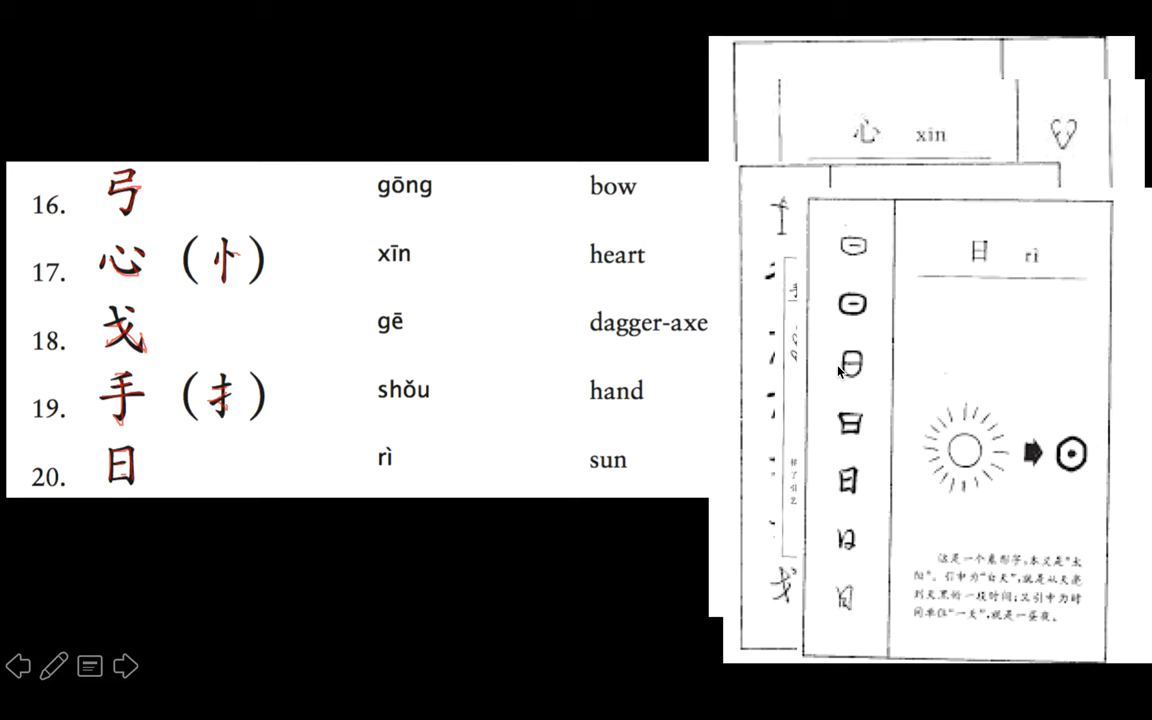 16. 弓 gōng bow
17. 心 (忄) xīn heart
18. 戈 gē dagger-axe
19. 手 (扌) shǒu hand
20. 日 rì sun
心 xin
日 rì
这是一个象形字。本义是“太
阳”。引申为“白天”,就是从天亮
到天黑的一段时间;又引申为时
间单位“一天”,就是一昼夜。